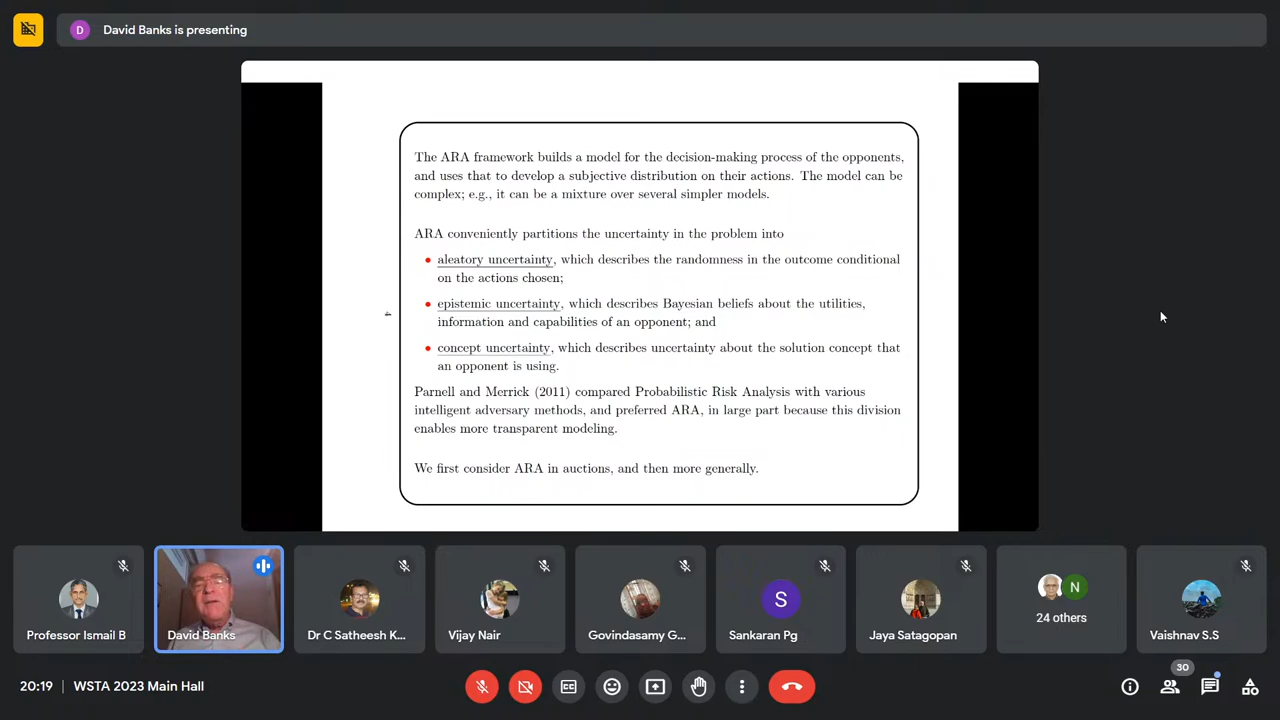 D David Banks is presenting
The ARA framework builds a model for the decision-making process of the opponents,
and uses that to develop a subjective distribution on their actions. The model can be
complex; e.g., it can be a mixture over several simpler models.
ARA conveniently partitions the uncertainty in the problem into
• aleatory uncertainty, which describes the randomness in the outcome conditional
on the actions chosen;
• epistemic uncertainty, which describes Bayesian beliefs about the utilities,
information and capabilities of an opponent; and
4
• concept uncertainty, which describes uncertainty about the solution concept that
an opponent is using.
Parnell and Merrick (2011) compared Probabilistic Risk Analysis with various
intelligent adversary methods, and preferred ARA, in large part because this division
enables more transparent modeling.
We first consider ARA in auctions, and then more generally.
S
N
Professor Ismail B
David Banks
Dr C Satheesh K...
Vijay Nair
Govindasamy G...
Sankaran Pg
Jaya Satagopan
24 others
Vaishnav S.S
20:19 | WSTA 2023 Main Hall
CC
30